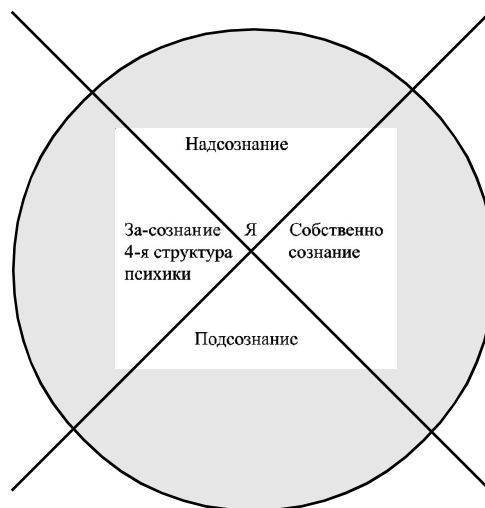 Надсознание
За-сознание
4-я структура
психики
Я
Собственно
сознание
Подсознание